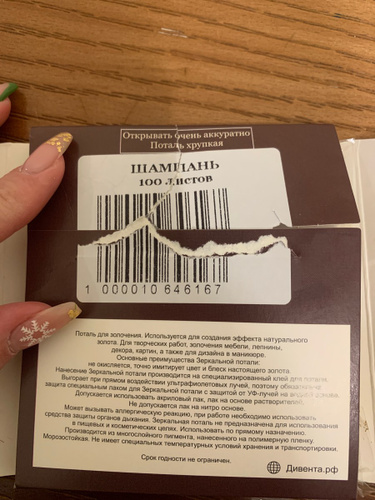 Открывать очень аккуратно
Поталь хрупкая
ШАМПАНЬ
100 листов
1 000010 646167
Поталь для золочения. Используется для создания эффекта натурального
золота. Для творческих работ, золочения мебели, лепнины,
декора, картин, а также для дизайна в маникюре.
Основные преимущества Зеркальной потали:
не окисляется, точно имитирует цвет и блеск настоящего золота.
Нанесение Зеркальной потали производится на специализированный клей для потали.
Выгорает при прямом воздействии ультрафиолетовых лучей, поэтому обязательна
защита специальным лаком для Зеркальной потали с защитой от УФ-лучей на водной основе.
Допускается использовать акриловый лак, лак на основе растворителей.
Не допускается лак на нитро основе.
Может вызывать аллергическую реакцию, при работе необходимо использовать
средства защиты органов дыхания. Зеркальная поталь не предназначена для использования
в пищевых и косметических целях. Использовать по прямому назначению.
Производится из многослойного пигмента, нанесенного на полимерную пленку.
Морозостойкая. Не имеет специальных температурных условий хранения и транспортировки.
Срок годности не ограничен.
Дивента.рф